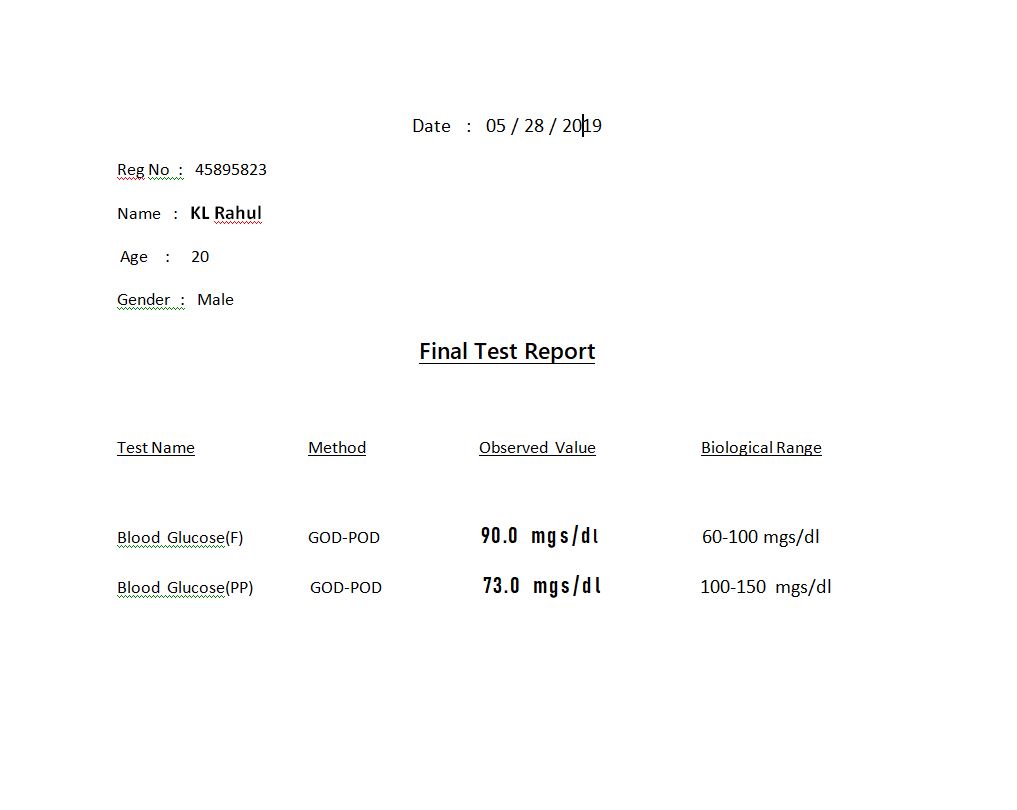 Date : 05 / 28 / 2019
Reg No : 45895823
Name : KL Rahul
Age : 20
Gender : Male
Final Test Report
Test Name Method Observed Value Biological Range
Blood Glucose(F) GOD-POD 90.0 mgs/dl 60-100 mgs/dl
Blood Glucose(PP) GOD-POD 73.0 mgs/dl 100-150 mgs/dl